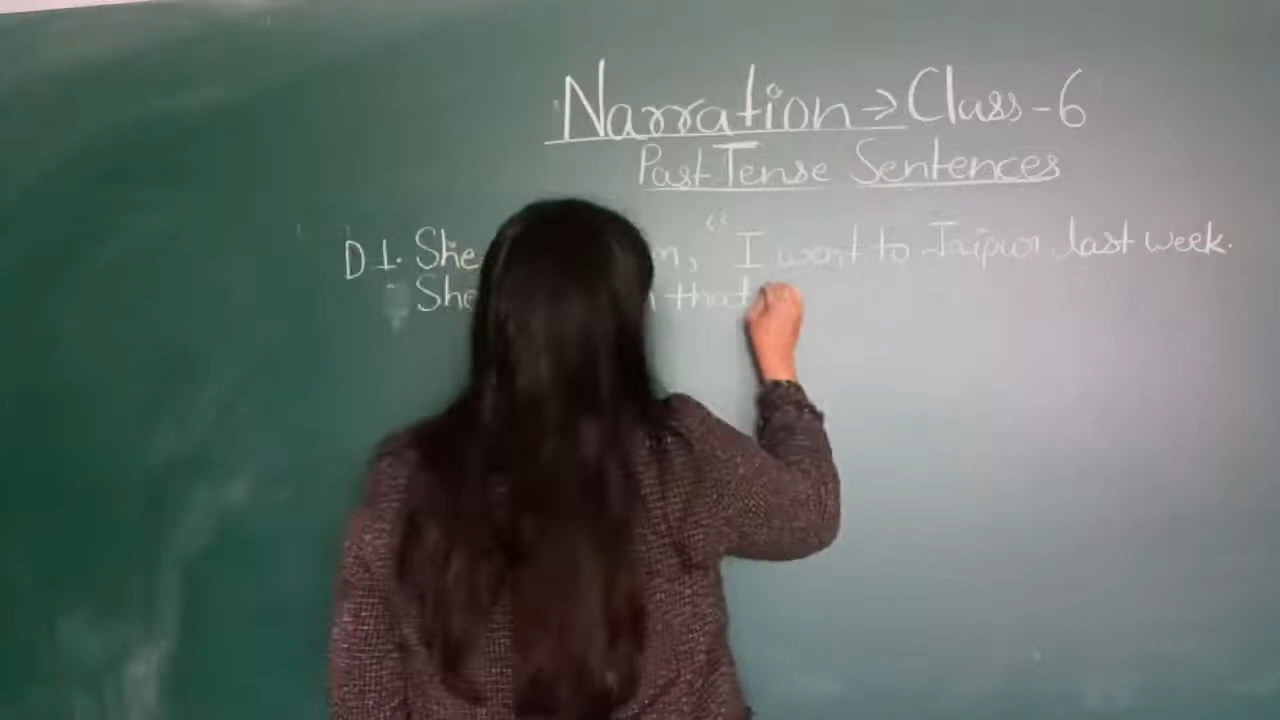 Narration → Class-6
Past Tense Sentences
D 1. She m, " I went to Jaipur last week.
She that